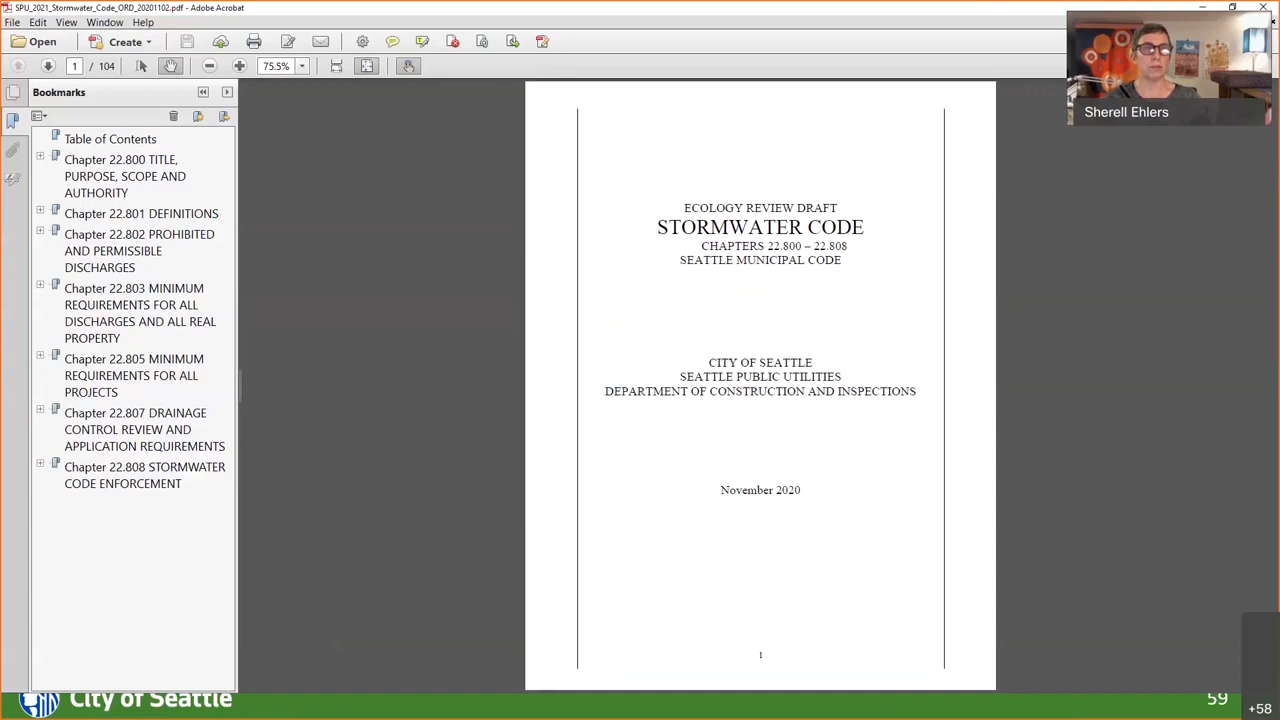 SPU_2021_Stormwater_Code_ORD_20201102.pdf - Adobe Acrobat
File Edit View Window Help
Open Create
1 / 104 75.5%
Bookmarks
Table of Contents
Chapter 22.800 TITLE,
PURPOSE, SCOPE AND
AUTHORITY
Chapter 22.801 DEFINITIONS
Chapter 22.802 PROHIBITED
AND PERMISSIBLE
DISCHARGES
Chapter 22.803 MINIMUM
REQUIREMENTS FOR ALL
DISCHARGES AND ALL REAL
PROPERTY
Chapter 22.805 MINIMUM
REQUIREMENTS FOR ALL
PROJECTS
Chapter 22.807 DRAINAGE
CONTROL REVIEW AND
APPLICATION REQUIREMENTS
Chapter 22.808 STORMWATER
CODE ENFORCEMENT
ECOLOGY REVIEW DRAFT
STORMWATER CODE
CHAPTERS 22.800 – 22.808
SEATTLE MUNICIPAL CODE
CITY OF SEATTLE
SEATTLE PUBLIC UTILITIES
DEPARTMENT OF CONSTRUCTION AND INSPECTIONS
November 2020
1
Sherell Ehlers
City of Seattle
59
+58